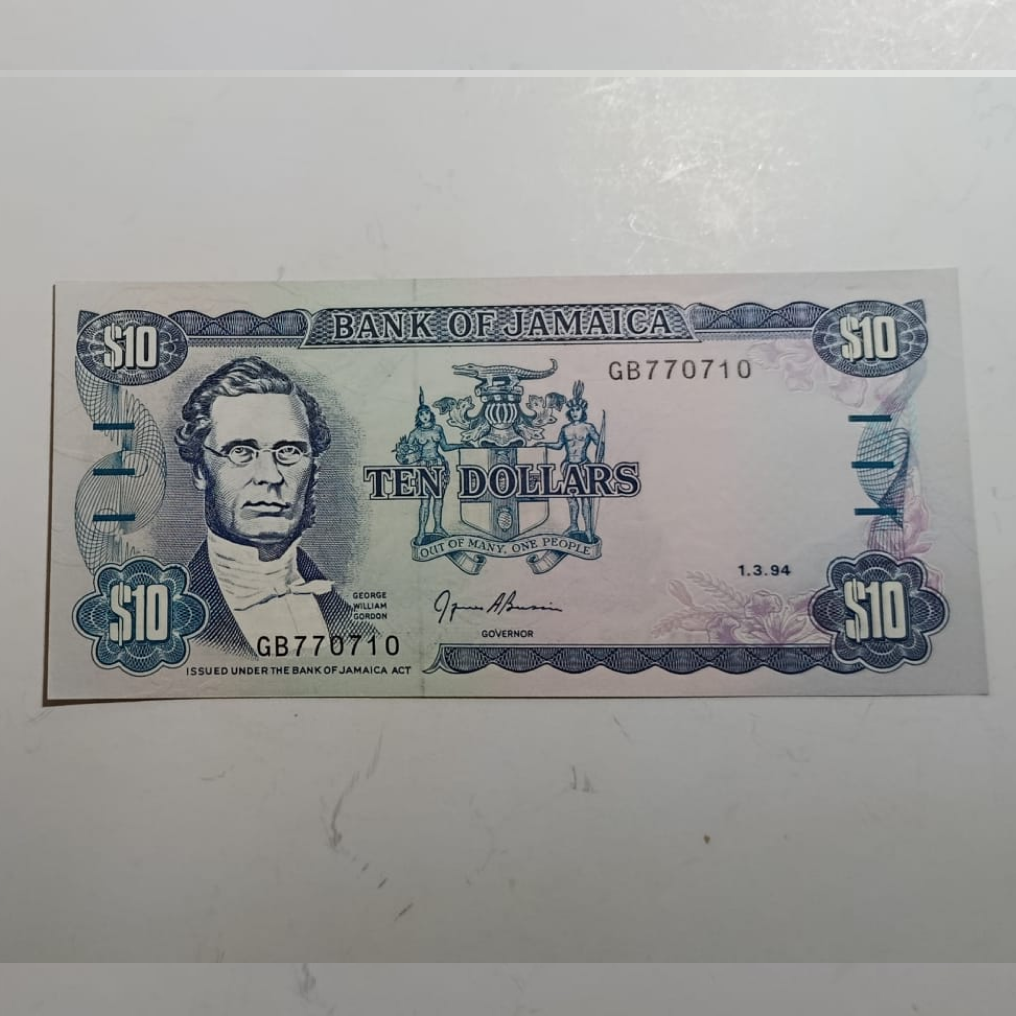 BANK OF JAMAICA
$10
$10
GB770710
TEN DOLLARS
OUT OF MANY, ONE PEOPLE
1.3.94
GEORGE
WILLIAM
GORDON
GOVERNOR
$10
$10
GB770710
ISSUED UNDER THE BANK OF JAMAICA ACT